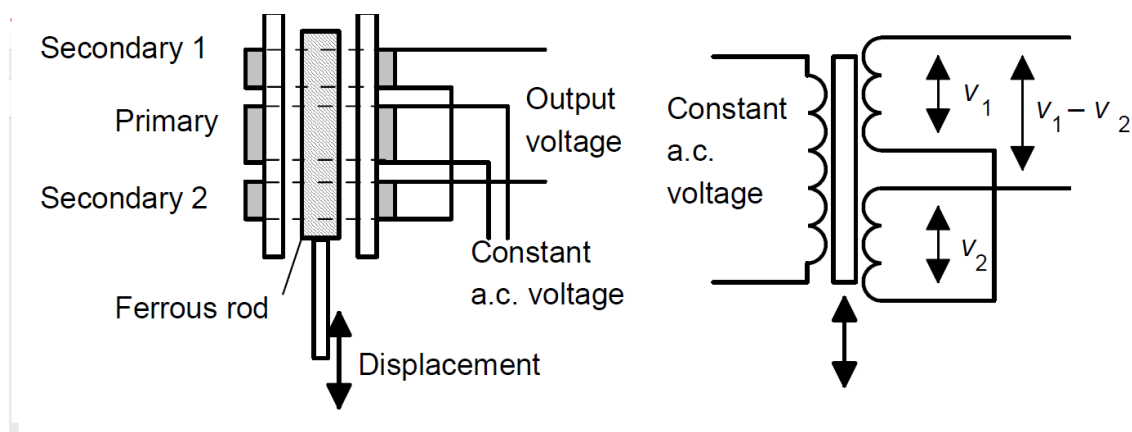 Secondary 1
Primary
Secondary 2
Ferrous rod
Output
voltage
Constant
a.c. voltage
Displacement
Constant
a.c.
voltage
v1
v1 – v2
v2